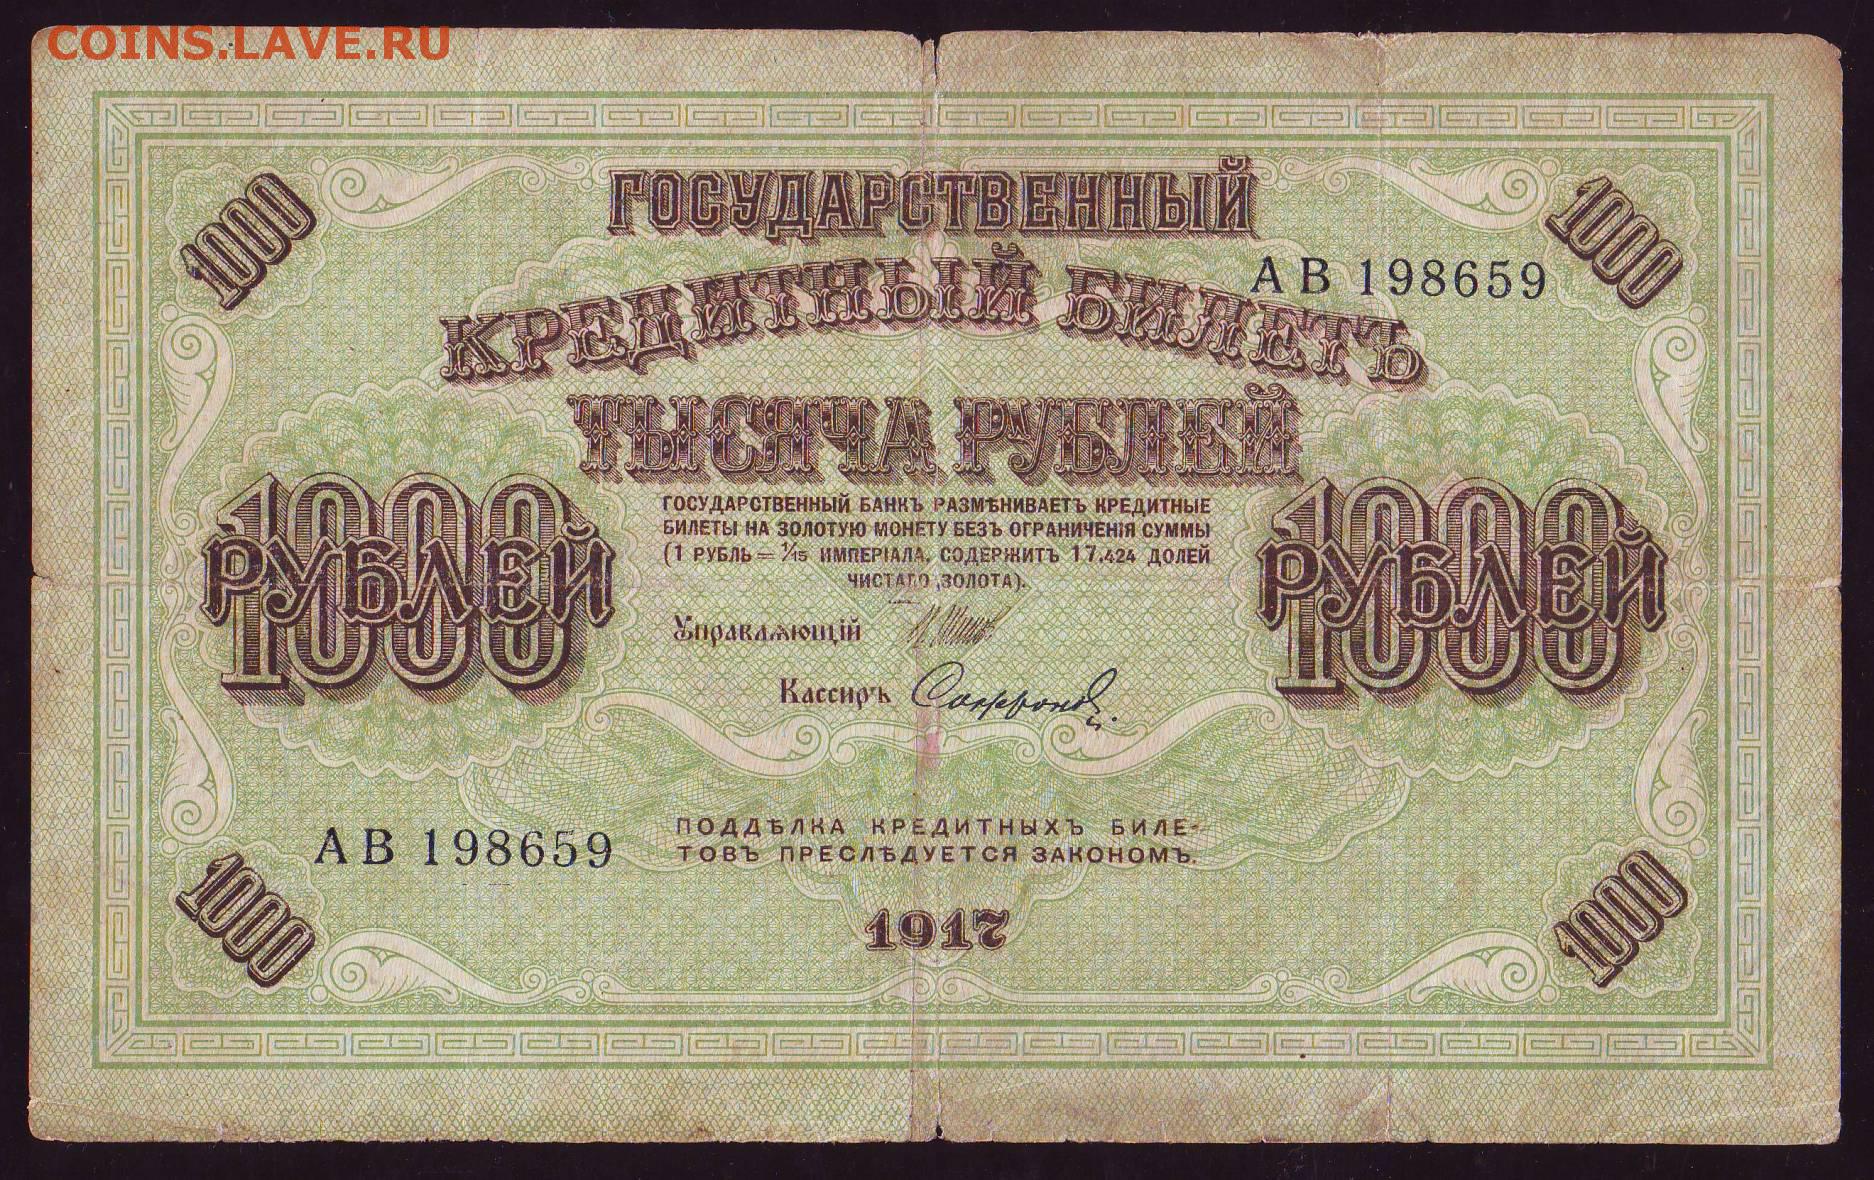 COINS.LAVE.RU
1000
1000
ГОСУДАРСТВЕННЫЙ
АВ 198659
КРЕДИТНЫЙ БИЛЕТЪ
ТЫСЯЧА РУБЛЕЙ
1000
РУБЛЕЙ
1000
РУБЛЕЙ
ГОСУДАРСТВЕННЫЙ БАНКЪ РАЗМѢНИВАЕТЪ КРЕДИТНЫЕ
БИЛЕТЫ НА ЗОЛОТУЮ МОНЕТУ БЕЗЪ ОГРАНИЧЕНІЯ СУММЫ
(1 РУБЛЬ = 1/15 ИМПЕРІАЛА, СОДЕРЖИТЪ 17,424 ДОЛЕЙ
ЧИСТАГО ЗОЛОТА).
Управляющій
Кассиръ
АВ 198659
ПОДДѢЛКА КРЕДИТНЫХЪ БИЛЕ-
ТОВЪ ПРЕСЛѢДУЕТСЯ ЗАКОНОМЪ.
1000
1917
1000